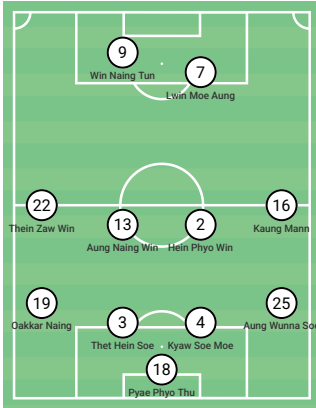 9
Win Naing Tun
7
Lwin Moe Aung
22
Thein Zaw Win
13
Aung Naing Win
2
Hein Phyo Win
16
Kaung Mann
19
Oakkar Naing
3
Thet Hein Soe
4
Kyaw Soe Moe
25
Aung Wunna Soe
18
Pyae Phyo Thu